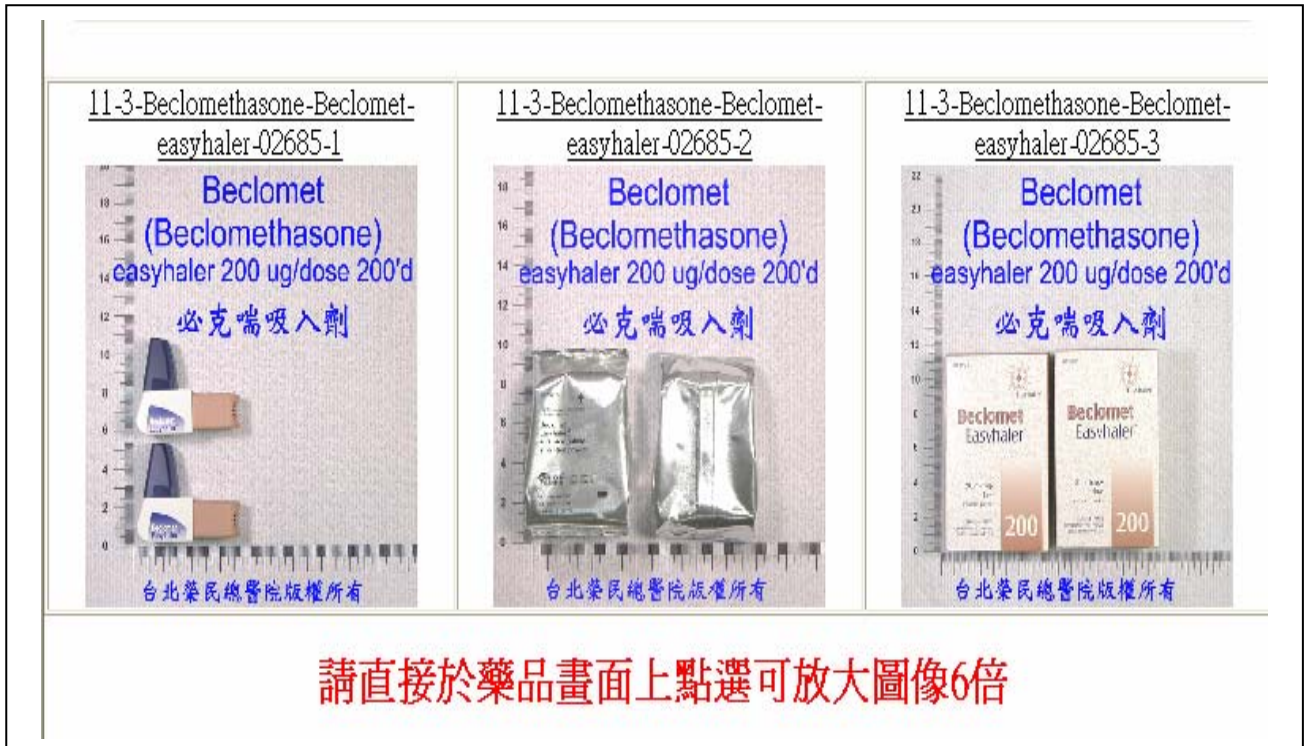 11-3-Beclomethasone-Beclomet-
easyhaler-02685-1
Beclomet
(Beclomethasone)
easyhaler 200 ug/dose 200'd
必克喘吸入劑
台北榮民總醫院版權所有
11-3-Beclomethasone-Beclomet-
easyhaler-02685-2
Beclomet
(Beclomethasone)
easyhaler 200 ug/dose 200'd
必克喘吸入劑
台北榮民總醫院版權所有
11-3-Beclomethasone-Beclomet-
easyhaler-02685-3
Beclomet
(Beclomethasone)
easyhaler 200 ug/dose 200'd
必克喘吸入劑
Beclomet
Easyhaler
200
Beclomet
Easyhaler
200
台北榮民總醫院版權所有
請直接於藥品畫面上點選可放大圖像6倍